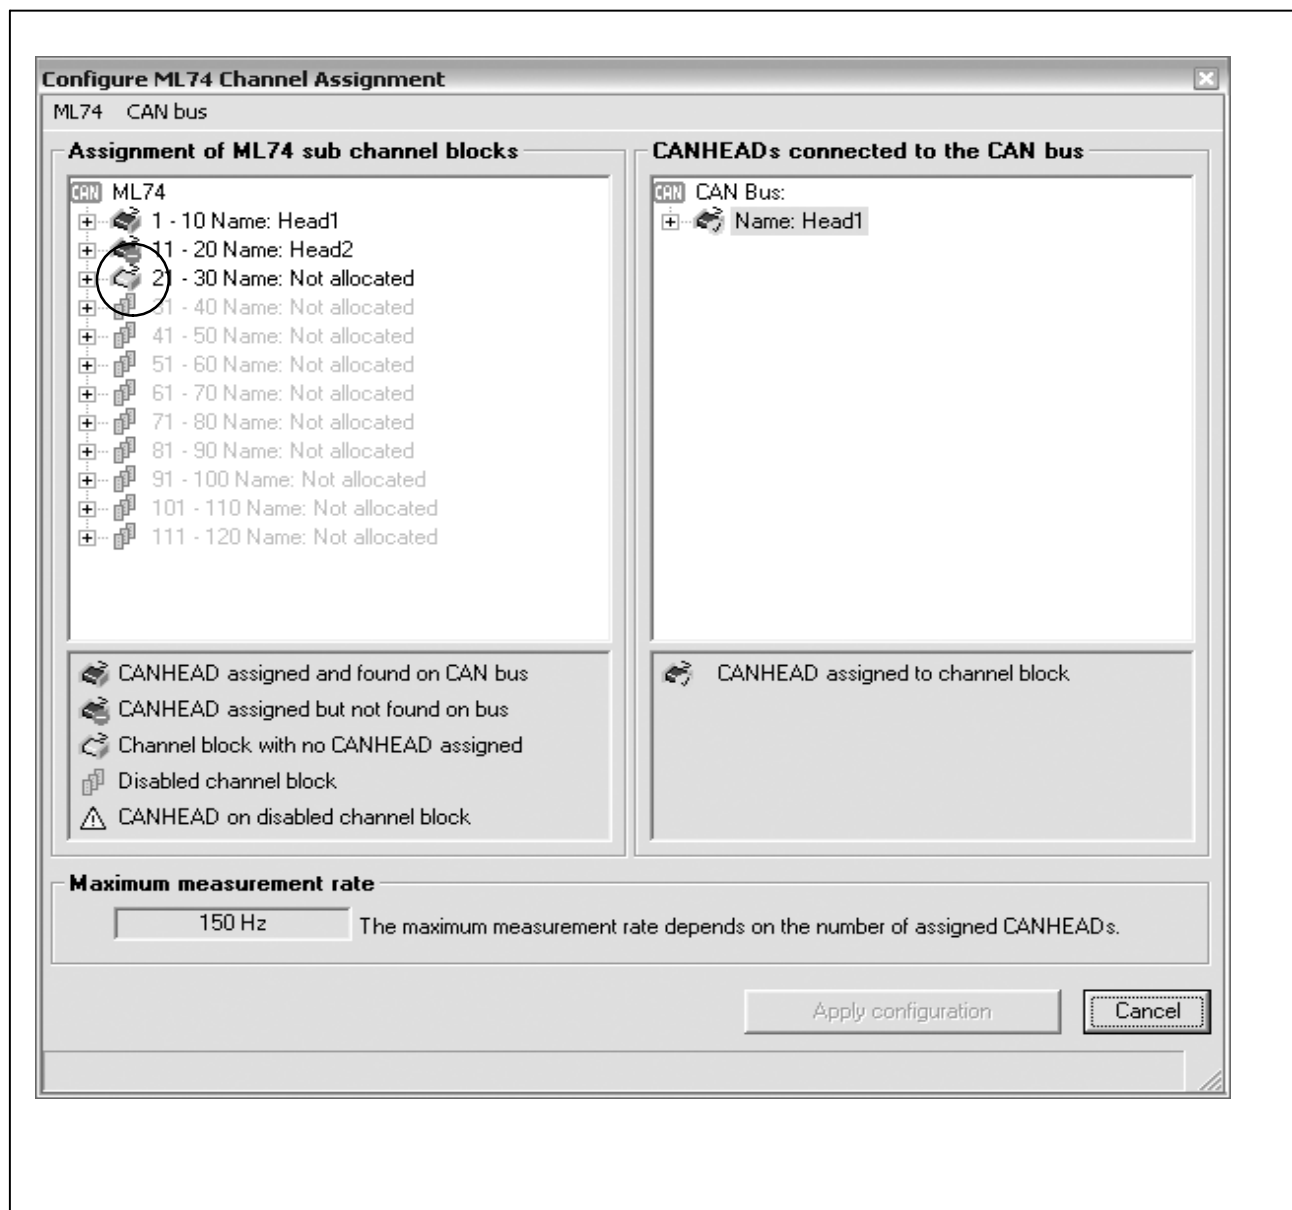 Configure ML74 Channel Assignment
ML74 CAN bus
Assignment of ML74 sub channel blocks
CAN ML74
1 - 10 Name: Head1
11 - 20 Name: Head2
21 - 30 Name: Not allocated
31 - 40 Name: Not allocated
41 - 50 Name: Not allocated
51 - 60 Name: Not allocated
61 - 70 Name: Not allocated
71 - 80 Name: Not allocated
81 - 90 Name: Not allocated
91 - 100 Name: Not allocated
101 - 110 Name: Not allocated
111 - 120 Name: Not allocated
CANHEAD assigned and found on CAN bus
CANHEAD assigned but not found on bus
Channel block with no CANHEAD assigned
Disabled channel block
CANHEAD on disabled channel block
CANHEADs connected to the CAN bus
CAN CAN Bus:
Name: Head1
CANHEAD assigned to channel block
Maximum measurement rate
150 Hz The maximum measurement rate depends on the number of assigned CANHEADs.
Apply configuration Cancel